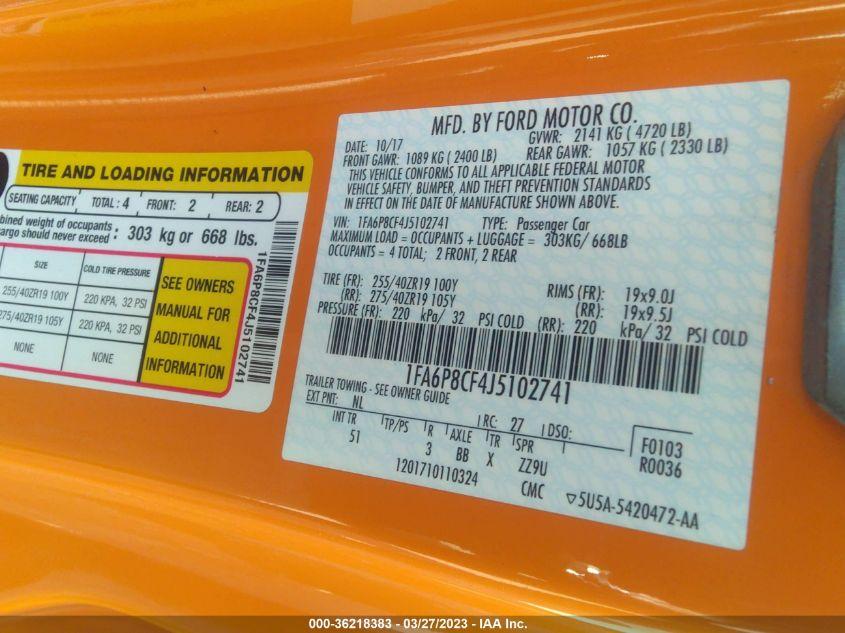 TIRE AND LOADING INFORMATION
SEATING CAPACITY TOTAL: 4 FRONT: 2 REAR: 2
bined weight of occupants
argo should never exceed : 303 kg or 668 lbs.
SIZE COLD TIRE PRESSURE
255/40ZR19 100Y 220 KPA, 32 PSI
275/40ZR19 105Y 220 KPA, 32 PSI
NONE NONE
SEE OWNERS
MANUAL FOR
ADDITIONAL
INFORMATION
1FA6P8CF4J5102741
MFD. BY FORD MOTOR CO.
DATE: 10/17 GVWR: 2141 KG ( 4720 LB)
FRONT GAWR: 1089 KG ( 2400 LB) REAR GAWR: 1057 KG ( 2330 LB)
THIS VEHICLE CONFORMS TO ALL APPLICABLE FEDERAL MOTOR
VEHICLE SAFETY, BUMPER, AND THEFT PREVENTION STANDARDS
IN EFFECT ON THE DATE OF MANUFACTURE SHOWN ABOVE.
VIN: 1FA6P8CF4J5102741 TYPE: Passenger Car
MAXIMUM LOAD = OCCUPANTS + LUGGAGE = 303KG/ 668LB
OCCUPANTS = 4 TOTAL; 2 FRONT, 2 REAR
TIRE (FR): 255/40ZR19 100Y RIMS (FR): 19x9.0J
(RR): 275/40ZR19 105Y (RR): 19x9.5J
PRESSURE (FR): 220 kPa/ 32 PSI COLD (RR): 220 kPa/ 32 PSI COLD
1FA6P8CF4J5102741
TRAILER TOWING - SEE OWNER GUIDE
EXT PNT: NL RC: 27 DSO: F0103
INT TR TP/PS R AXLE TR SPR R0036
51 3 BB X ZZ9U
1201710110324 CMC ▽5U5A-5420472-AA
000-36218383 - 03/27/2023 - IAA Inc.